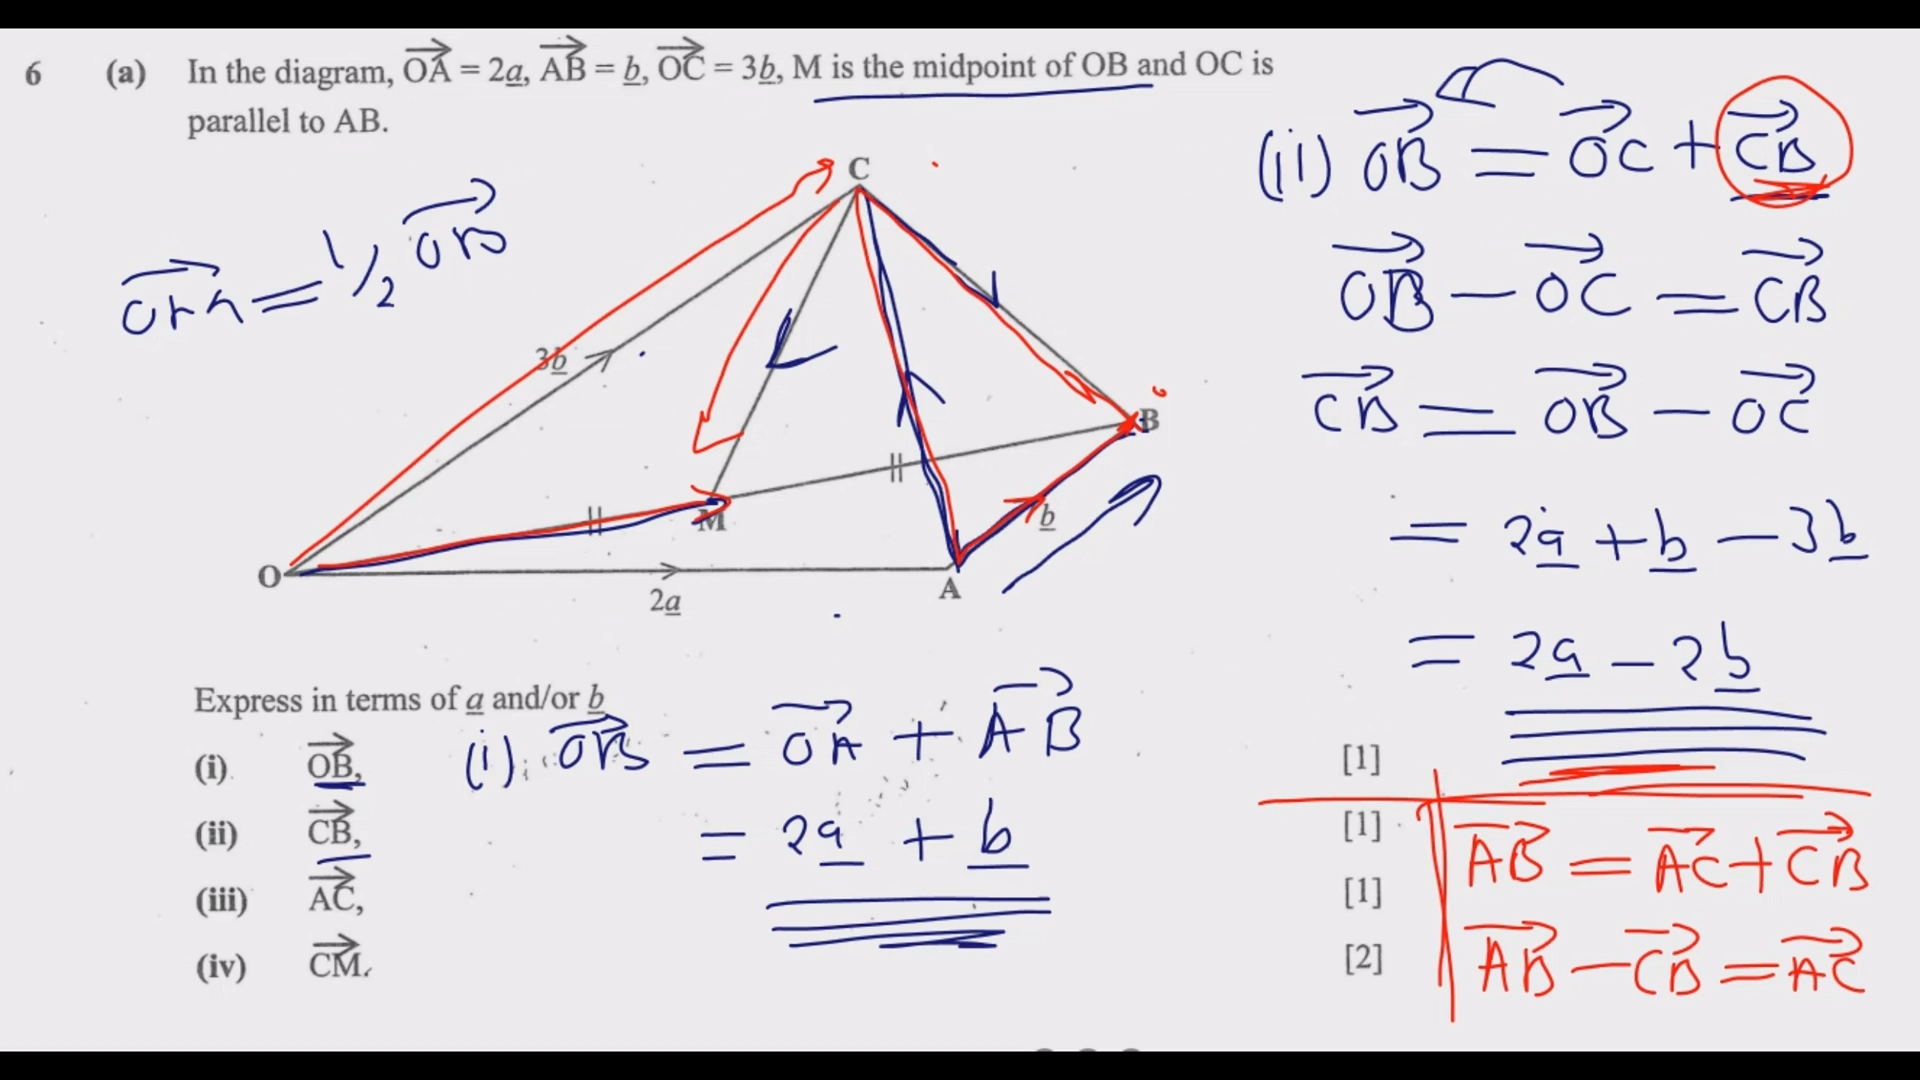 6 (a) In the diagram, OA = 2a, AB = b, OC = 3b, M is the midpoint of OB and OC is
parallel to AB.
(ii) OB = OC + CB
OB - OC = CB
CB = OB - OC
= 2a + b - 3b
= 2a - 2b
OM = 1/2 OB
C
3b
B
M
b
O
A
2a
Express in terms of a and/or b
(i) OB, [1]
(ii) CB, [1]
(iii) AC, [1]
(iv) CM. [2]
(i) OB = OA + AB
= 2a + b
AB = AC + CB
AB - CB = AC